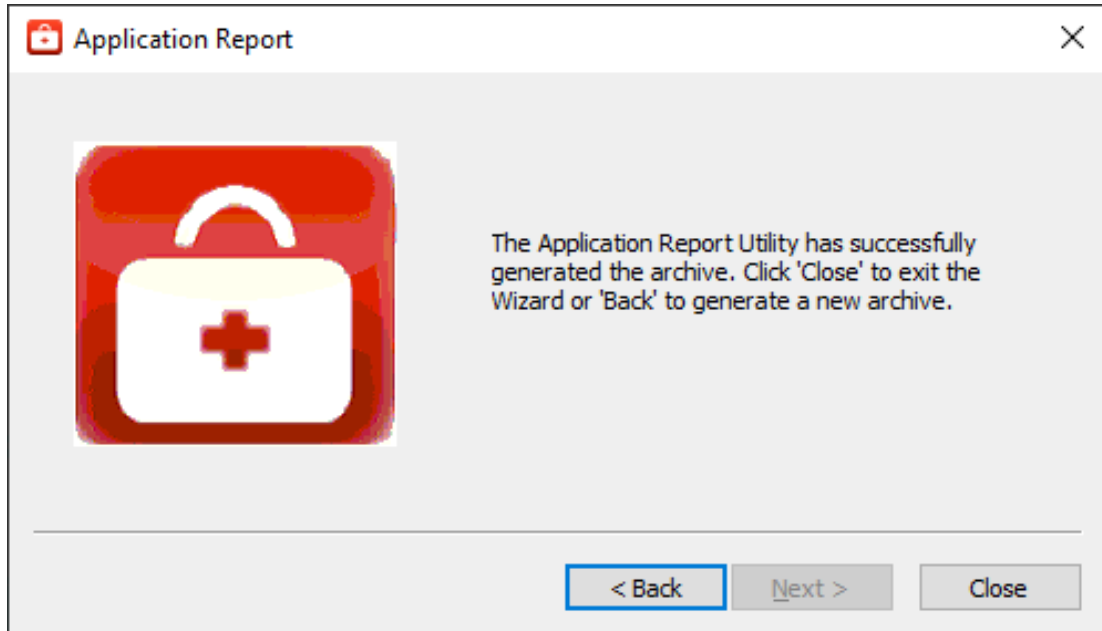 Application Report
The Application Report Utility has successfully
generated the archive. Click 'Close' to exit the
Wizard or 'Back' to generate a new archive.
< Back
Next >
Close